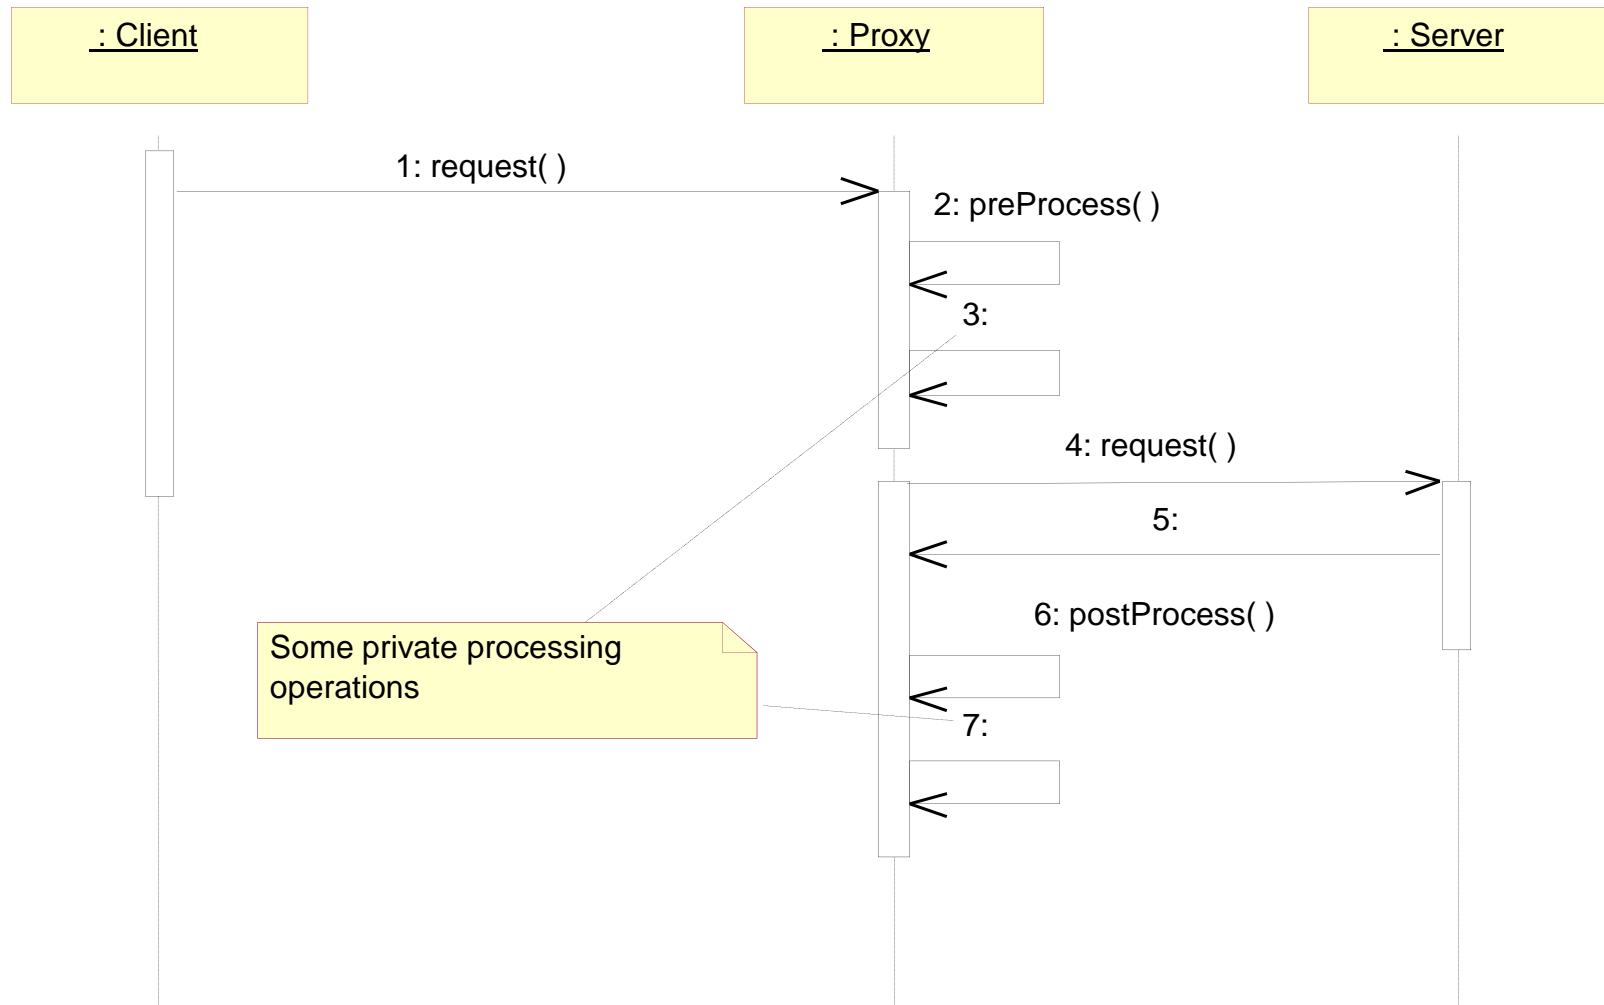 : Client
: Proxy
: Server
1: request( )
2: preProcess( )
3:
4: request( )
5:
6: postProcess( )
Some private processing
operations
7: